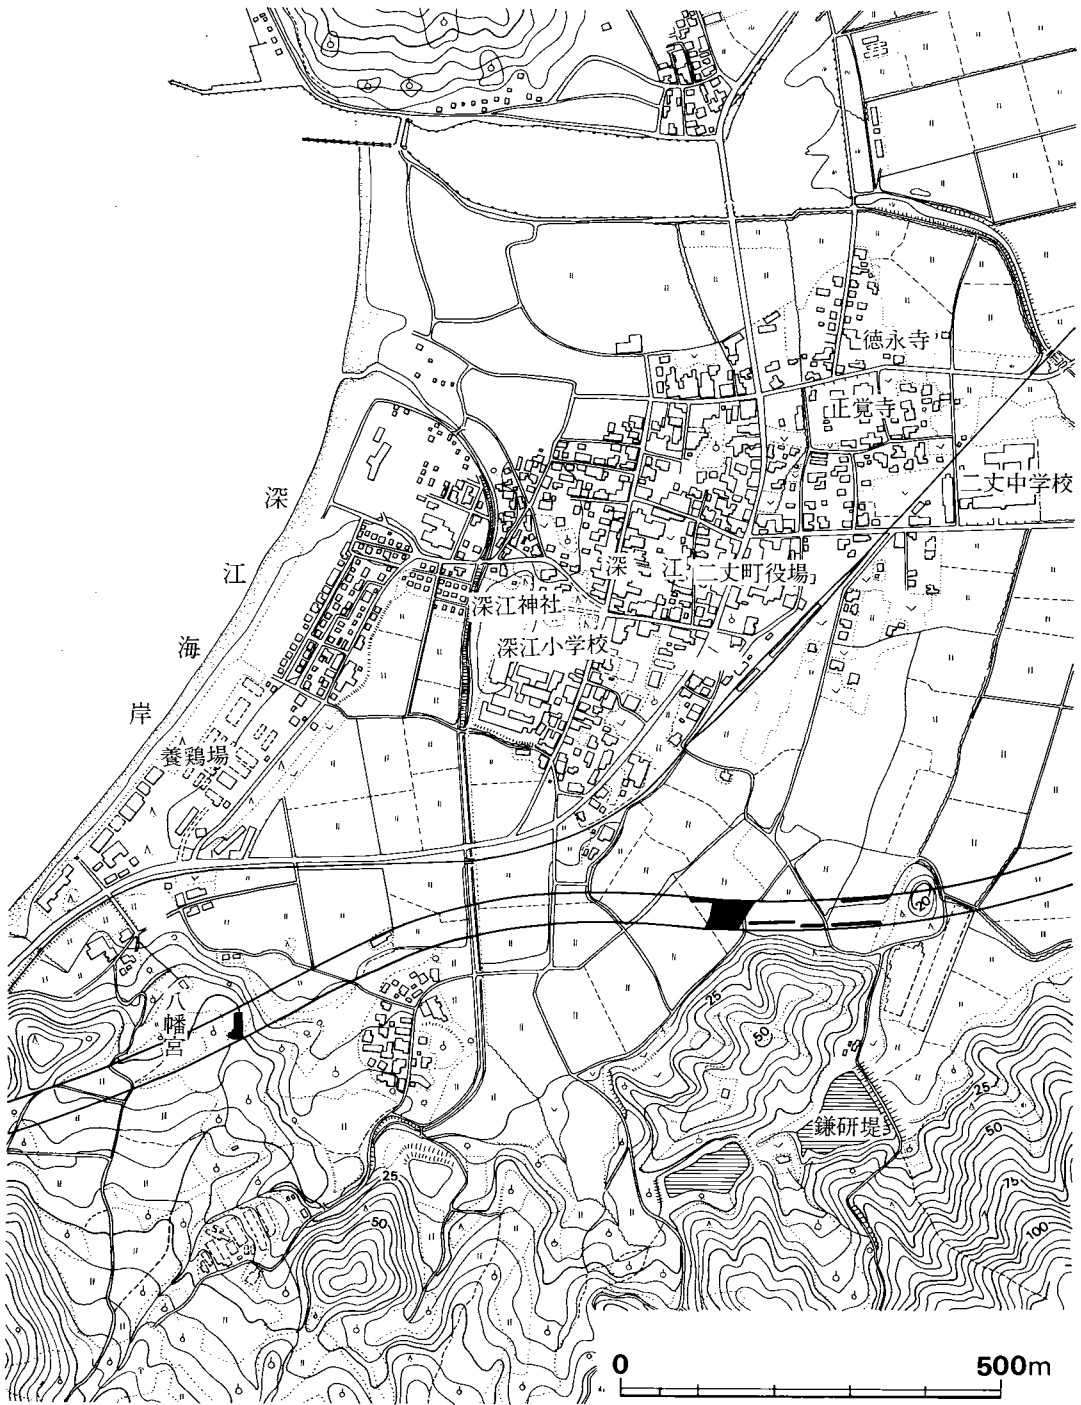 徳永寺
正覚寺
二丈中学校
深江海岸
深江
二丈町役場
深江神社
深江小学校
養鶏場
20
八幡宮
25
50
鎌研堤
25
50
75
100
25
50
0 500m